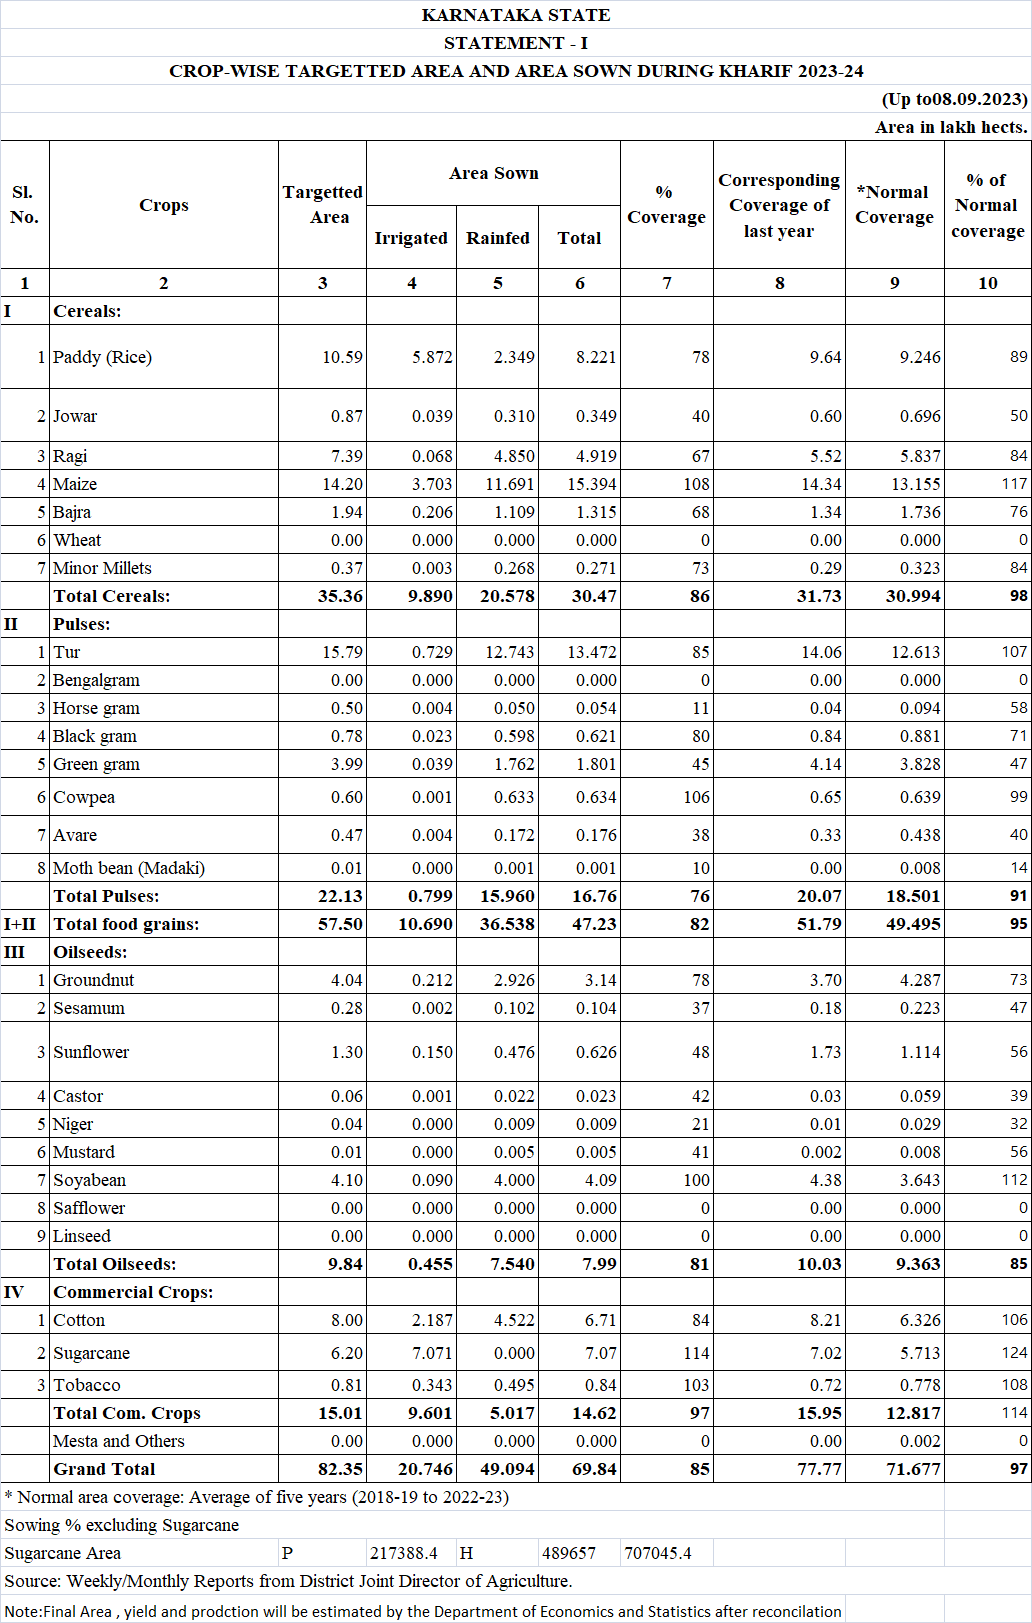 KARNATAKA STATE
STATEMENT - I
CROP-WISE TARGETTED AREA AND AREA SOWN DURING KHARIF 2023-24
(Up to08.09.2023)
Area in lakh hects.
Sl. No. Crops Targetted Area Area Sown % Coverage Corresponding Coverage of last year *Normal Coverage % of Normal coverage
Irrigated Rainfed Total
1 2 3 4 5 6 7 8 9 10
I Cereals:
1 Paddy (Rice) 10.59 5.872 2.349 8.221 78 9.64 9.246 89
2 Jowar 0.87 0.039 0.310 0.349 40 0.60 0.696 50
3 Ragi 7.39 0.068 4.850 4.919 67 5.52 5.837 84
4 Maize 14.20 3.703 11.691 15.394 108 14.34 13.155 117
5 Bajra 1.94 0.206 1.109 1.315 68 1.34 1.736 76
6 Wheat 0.00 0.000 0.000 0.000 0 0.00 0.000 0
7 Minor Millets 0.37 0.003 0.268 0.271 73 0.29 0.323 84
Total Cereals: 35.36 9.890 20.578 30.47 86 31.73 30.994 98
II Pulses:
1 Tur 15.79 0.729 12.743 13.472 85 14.06 12.613 107
2 Bengalgram 0.00 0.000 0.000 0.000 0 0.00 0.000 0
3 Horse gram 0.50 0.004 0.050 0.054 11 0.04 0.094 58
4 Black gram 0.78 0.023 0.598 0.621 80 0.84 0.881 71
5 Green gram 3.99 0.039 1.762 1.801 45 4.14 3.828 47
6 Cowpea 0.60 0.001 0.633 0.634 106 0.65 0.639 99
7 Avare 0.47 0.004 0.172 0.176 38 0.33 0.438 40
8 Moth bean (Madaki) 0.01 0.000 0.001 0.001 10 0.00 0.008 14
Total Pulses: 22.13 0.799 15.960 16.76 76 20.07 18.501 91
I+II Total food grains: 57.50 10.690 36.538 47.23 82 51.79 49.495 95
III Oilseeds:
1 Groundnut 4.04 0.212 2.926 3.14 78 3.70 4.287 73
2 Sesamum 0.28 0.002 0.102 0.104 37 0.18 0.223 47
3 Sunflower 1.30 0.150 0.476 0.626 48 1.73 1.114 56
4 Castor 0.06 0.001 0.022 0.023 42 0.03 0.059 39
5 Niger 0.04 0.000 0.009 0.009 21 0.01 0.029 32
6 Mustard 0.01 0.000 0.005 0.005 41 0.002 0.008 56
7 Soyabean 4.10 0.090 4.000 4.09 100 4.38 3.643 112
8 Safflower 0.00 0.000 0.000 0.000 0 0.00 0.000 0
9 Linseed 0.00 0.000 0.000 0.000 0 0.00 0.000 0
Total Oilseeds: 9.84 0.455 7.540 7.99 81 10.03 9.363 85
IV Commercial Crops:
1 Cotton 8.00 2.187 4.522 6.71 84 8.21 6.326 106
2 Sugarcane 6.20 7.071 0.000 7.07 114 7.02 5.713 124
3 Tobacco 0.81 0.343 0.495 0.84 103 0.72 0.778 108
Total Com. Crops 15.01 9.601 5.017 14.62 97 15.95 12.817 114
Mesta and Others 0.00 0.000 0.000 0.000 0 0.00 0.002 0
Grand Total 82.35 20.746 49.094 69.84 85 77.77 71.677 97
* Normal area coverage: Average of five years (2018-19 to 2022-23)
Sowing % excluding Sugarcane
Sugarcane Area P 217388.4 H 489657 707045.4
Source: Weekly/Monthly Reports from District Joint Director of Agriculture.
Note:Final Area , yield and prodction will be estimated by the Department of Economics and Statistics after reconcilation